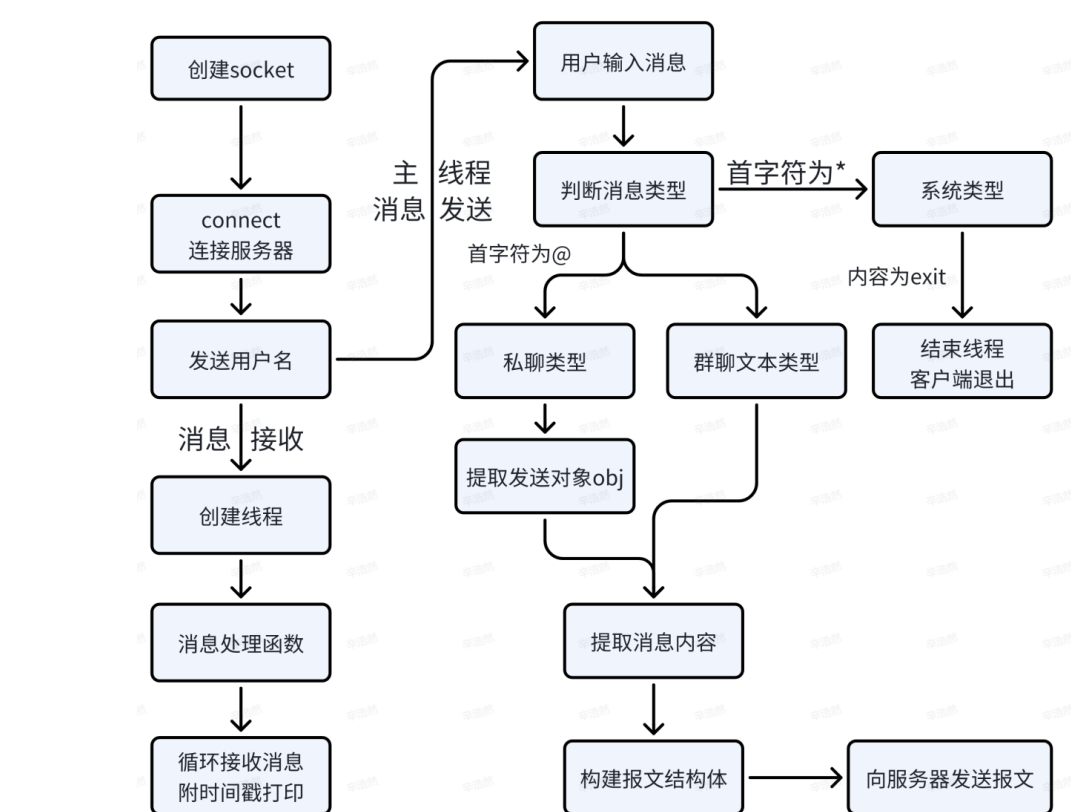 创建socket
connect
连接服务器
发送用户名
消息 接收
创建线程
消息处理函数
循环接收消息
附时间戳打印
主 线程
消息 发送
用户输入消息
判断消息类型
首字符为*
系统类型
内容为exit
结束线程
客户端退出
首字符为@
私聊类型
群聊文本类型
提取发送对象obj
提取消息内容
构建报文结构体
向服务器发送报文